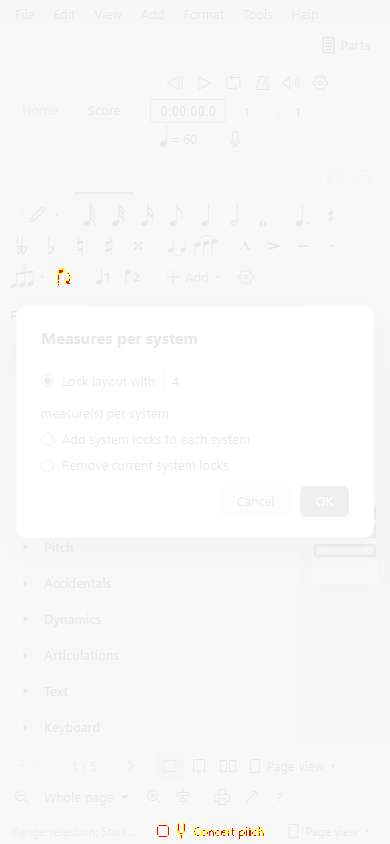 File Edit View Add Format Tools Help
Parts
Home Score 0:00:00.0 1 . 1
= 60
1 2 Add
Measures per system
Lock layout with 4
measure(s) per system
Add system locks to each system
Remove current system locks
Cancel OK
Pitch
Accidentals
Dynamics
Articulations
Text
Keyboard
1 / 5 Page view
Whole page ?
Range selection: Start ... Concert pitch Page view